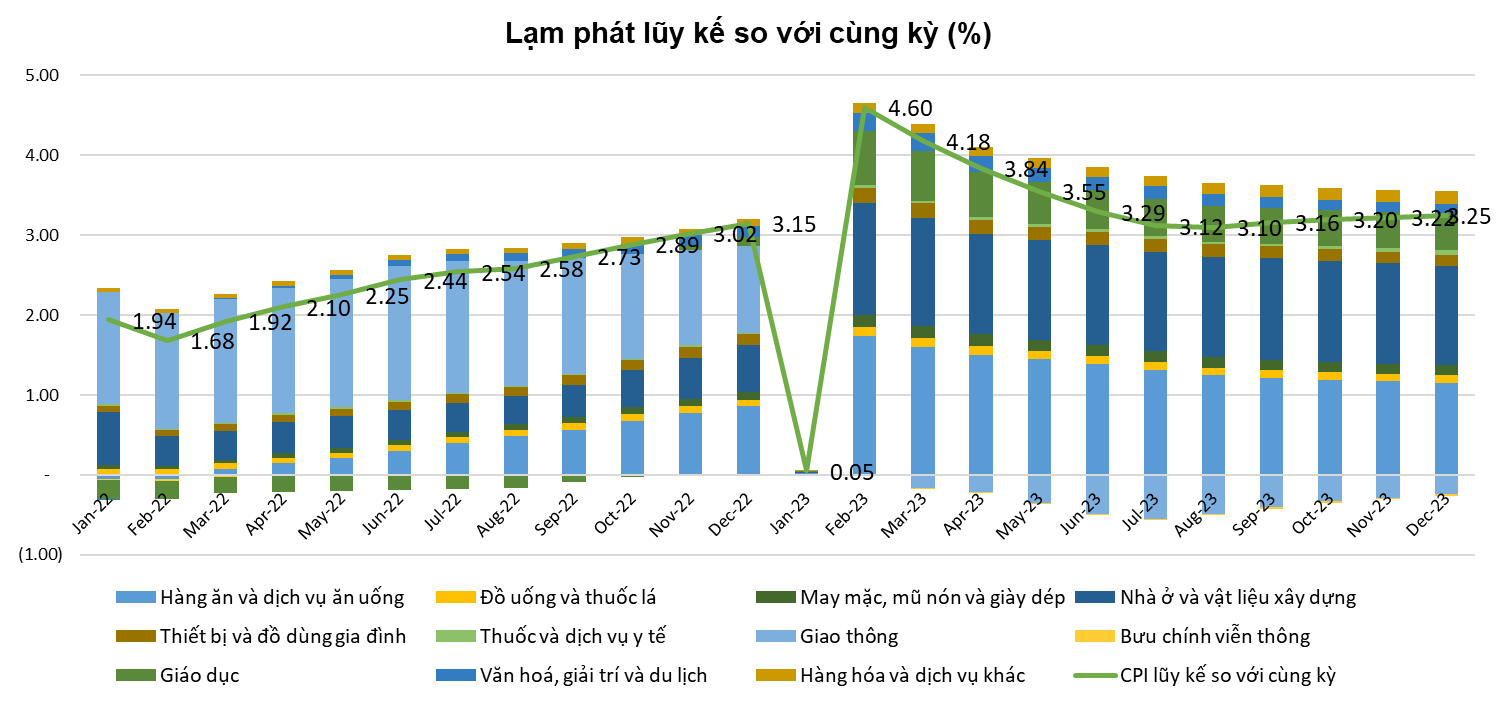 Lạm phát lũy kế so với cùng kỳ (%)
5.00
4.00
3.00
2.00
1.00
-
(1.00)
1.94
1.68
1.92
2.10
2.25
2.44
2.54
2.58
2.73
2.89
3.02
3.15
0.05
4.60
4.18
3.84
3.55
3.29
3.12
3.10
3.16
3.20
3.22
3.25
Jan-22
Feb-22
Mar-22
Apr-22
May-22
Jun-22
Jul-22
Aug-22
Sep-22
Oct-22
Nov-22
Dec-22
Jan-23
Feb-23
Mar-23
Apr-23
May-23
Jun-23
Jul-23
Aug-23
Sep-23
Oct-23
Nov-23
Dec-23
Hàng ăn và dịch vụ ăn uống
Đồ uống và thuốc lá
May mặc, mũ nón và giày dép
Nhà ở và vật liệu xây dựng
Thiết bị và đồ dùng gia đình
Thuốc và dịch vụ y tế
Giao thông
Bưu chính viễn thông
Giáo dục
Văn hoá, giải trí và du lịch
Hàng hóa và dịch vụ khác
CPI lũy kế so với cùng kỳ